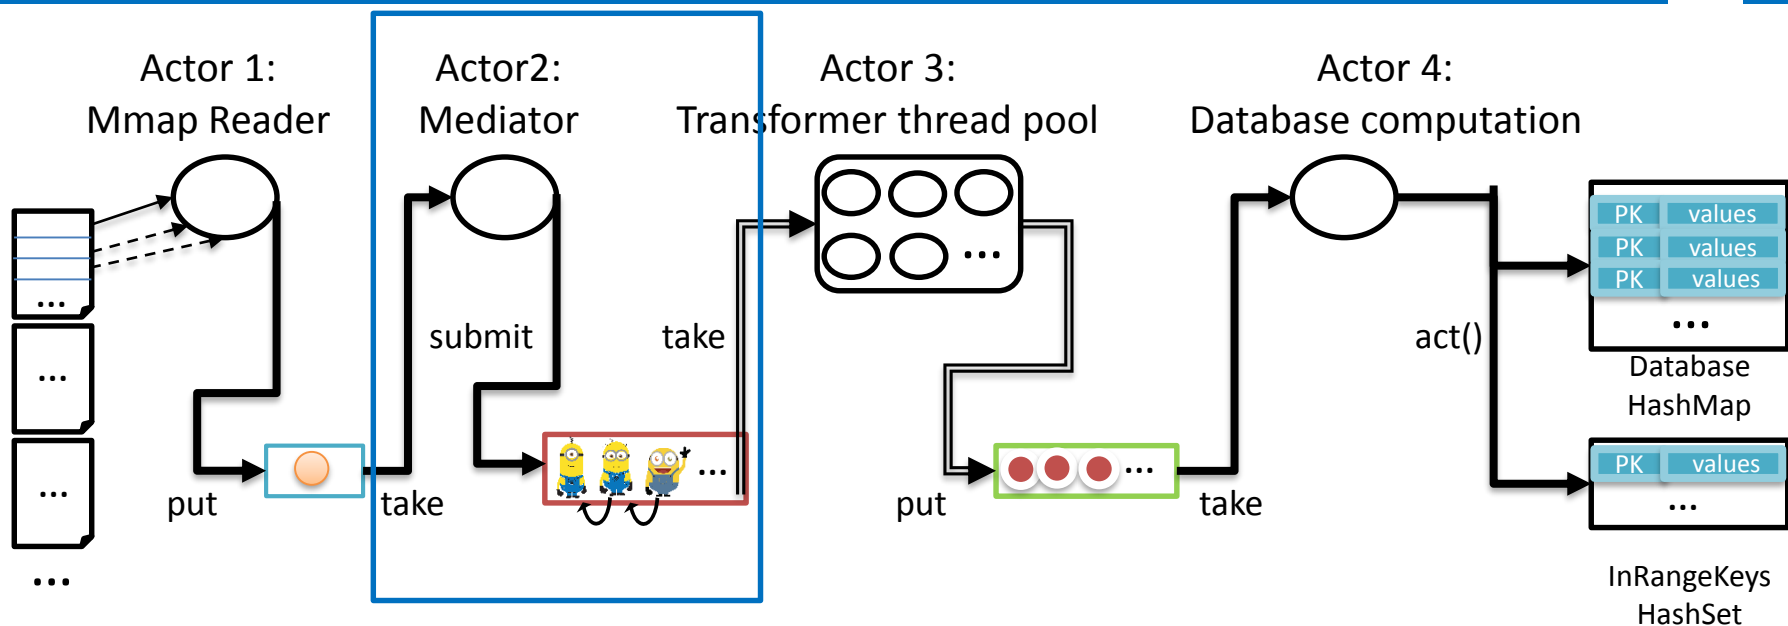 Actor 1:
Mmap Reader
Actor2:
Mediator
Actor 3:
Transformer thread pool
Actor 4:
Database computation
...
...
...
...
put
take
submit
take
...
...
put
...
take
act()
PK values
PK values
PK values
...
Database
HashMap
PK values
...
InRangeKeys
HashSet